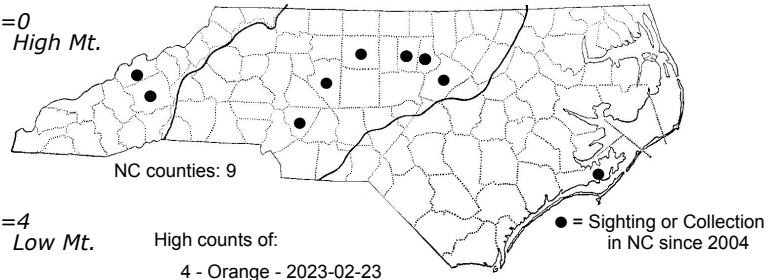 =0
High Mt.
NC counties: 9
=4
Low Mt.
High counts of:
4 - Orange - 2023-02-23
● = Sighting or Collection
in NC since 2004